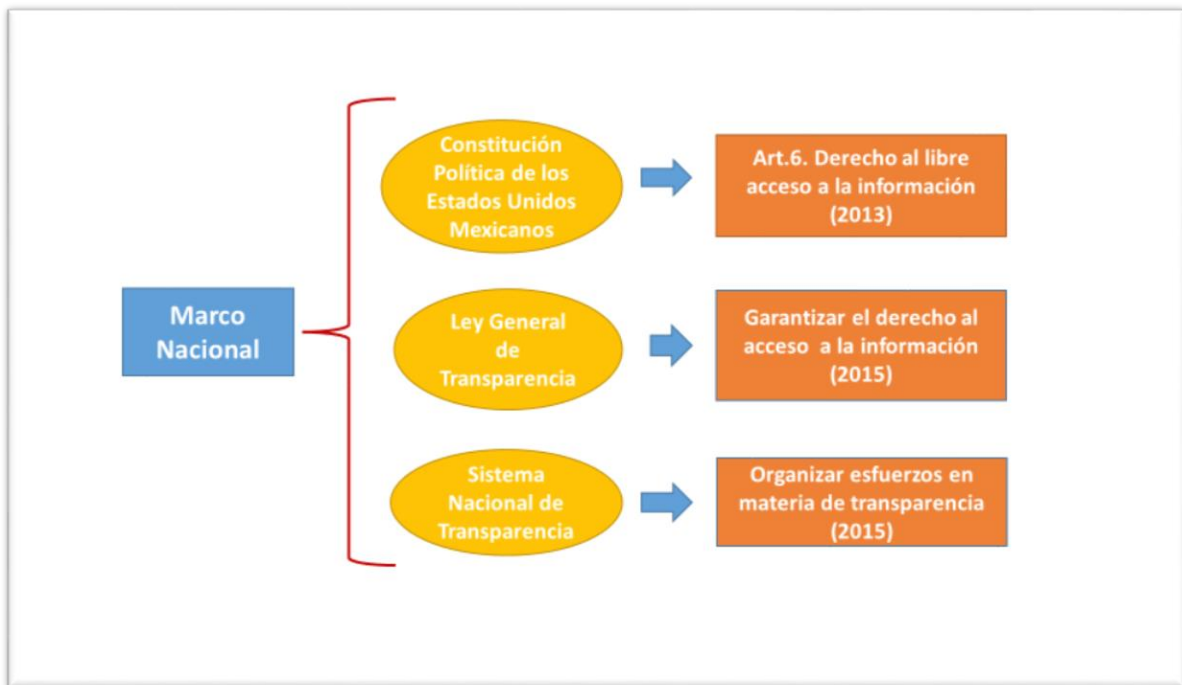 Marco
Nacional
Constitución
Política de los
Estados Unidos
Mexicanos
Art.6. Derecho al libre
acceso a la información
(2013)
Ley General
de
Transparencia
Garantizar el derecho al
acceso a la información
(2015)
Sistema
Nacional de
Transparencia
Organizar esfuerzos en
materia de transparencia
(2015)